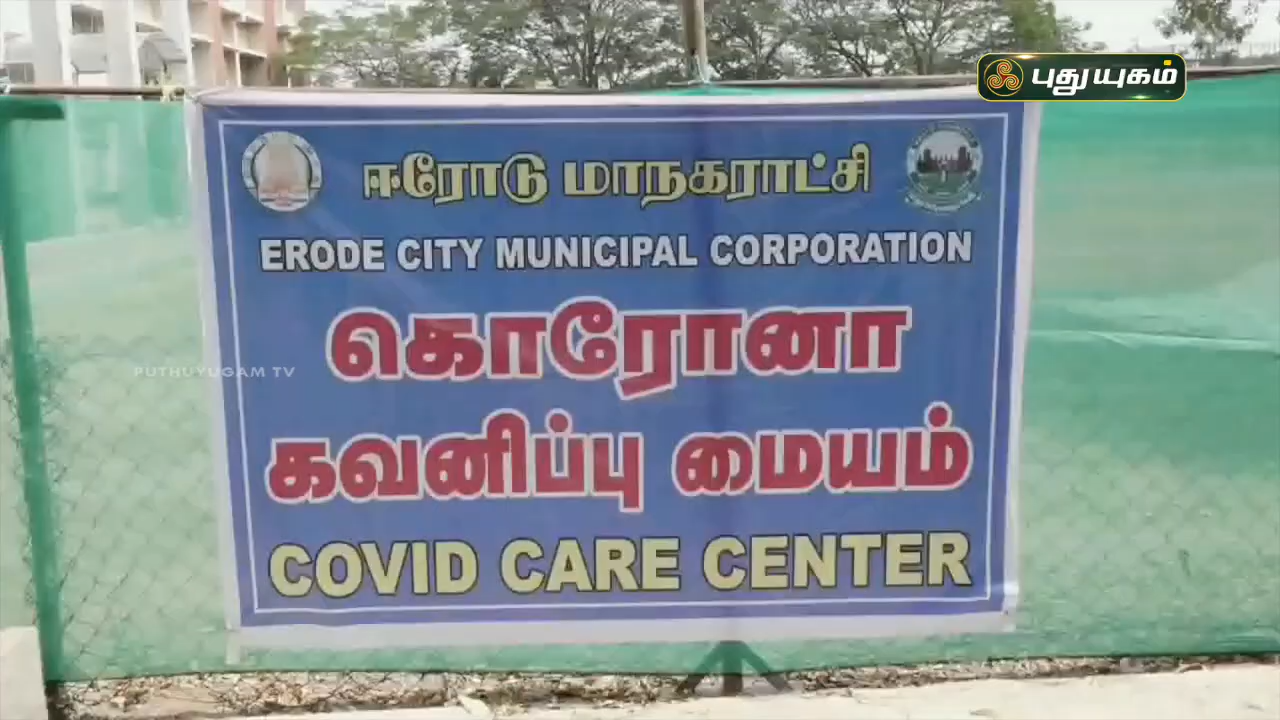 புதுயுகம்
ஈரோடு மாநகராட்சி
ERODE CITY MUNICIPAL CORPORATION
கொரோனா
PUTHUYUGAM TV
கவனிப்பு மையம்
COVID CARE CENTER